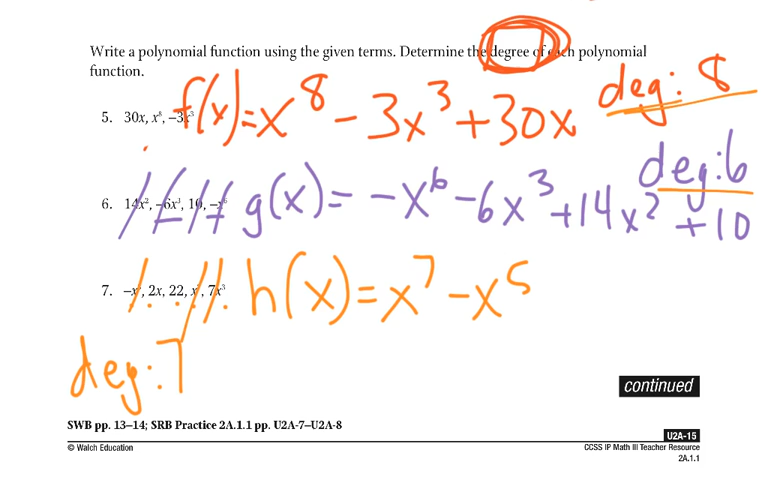 Write a polynomial function using the given terms. Determine the degree of each polynomial
function.
deg: 8
5. 30x, x⁸, –3x³ f(x)=x⁸ - 3x³ + 30x
deg: 6
6. 14x², –6x³, 10, –x⁶ g(x)= -x⁶ - 6x³ + 14x² + 10
7. 2x, 22, 7x³ h(x)= x⁷ - x⁵
deg: 7
continued
SWB pp. 13–14; SRB Practice 2A.1.1 pp. U2A-7–U2A-8
U2A-15
© Walch Education
CCSS IP Math III Teacher Resource
2A.1.1